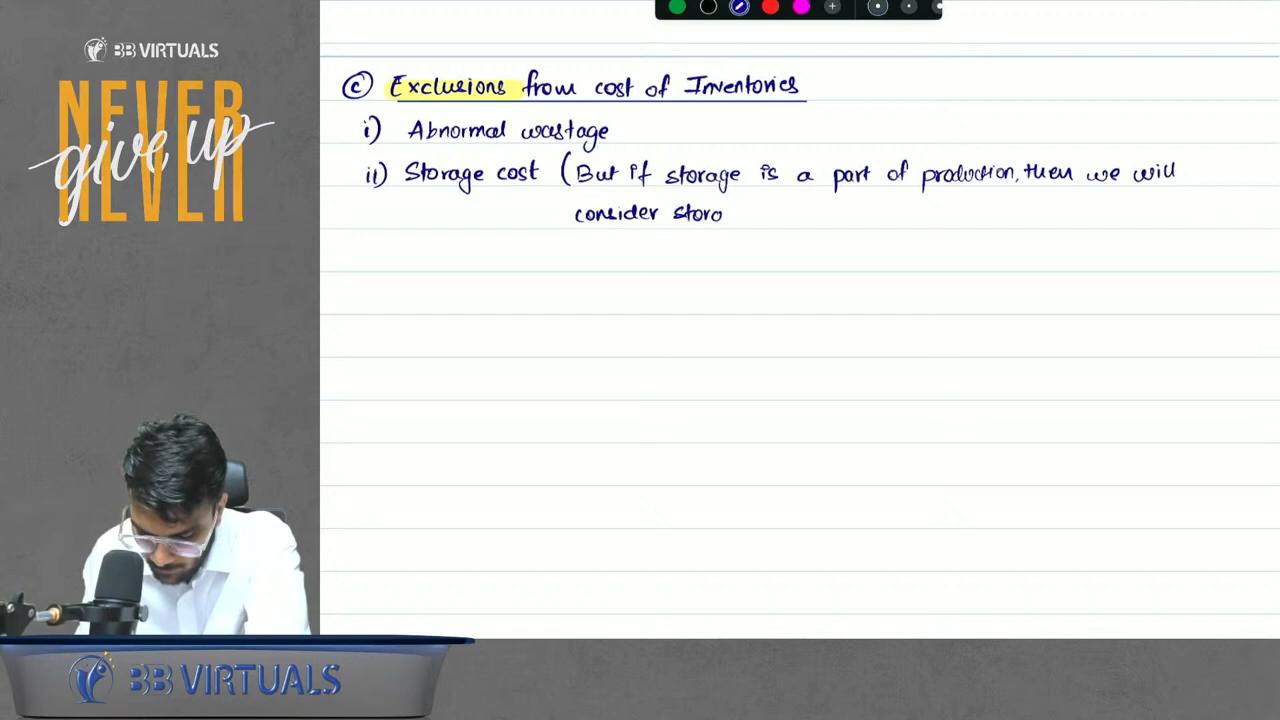 BB VIRTUALS
NEVER
give up
NEVER
c) Exclusions from cost of Inventories
i) Abnormal wastage
ii) Storage cost (But if storage is a part of production, then we will
consider stora
BB VIRTUALS